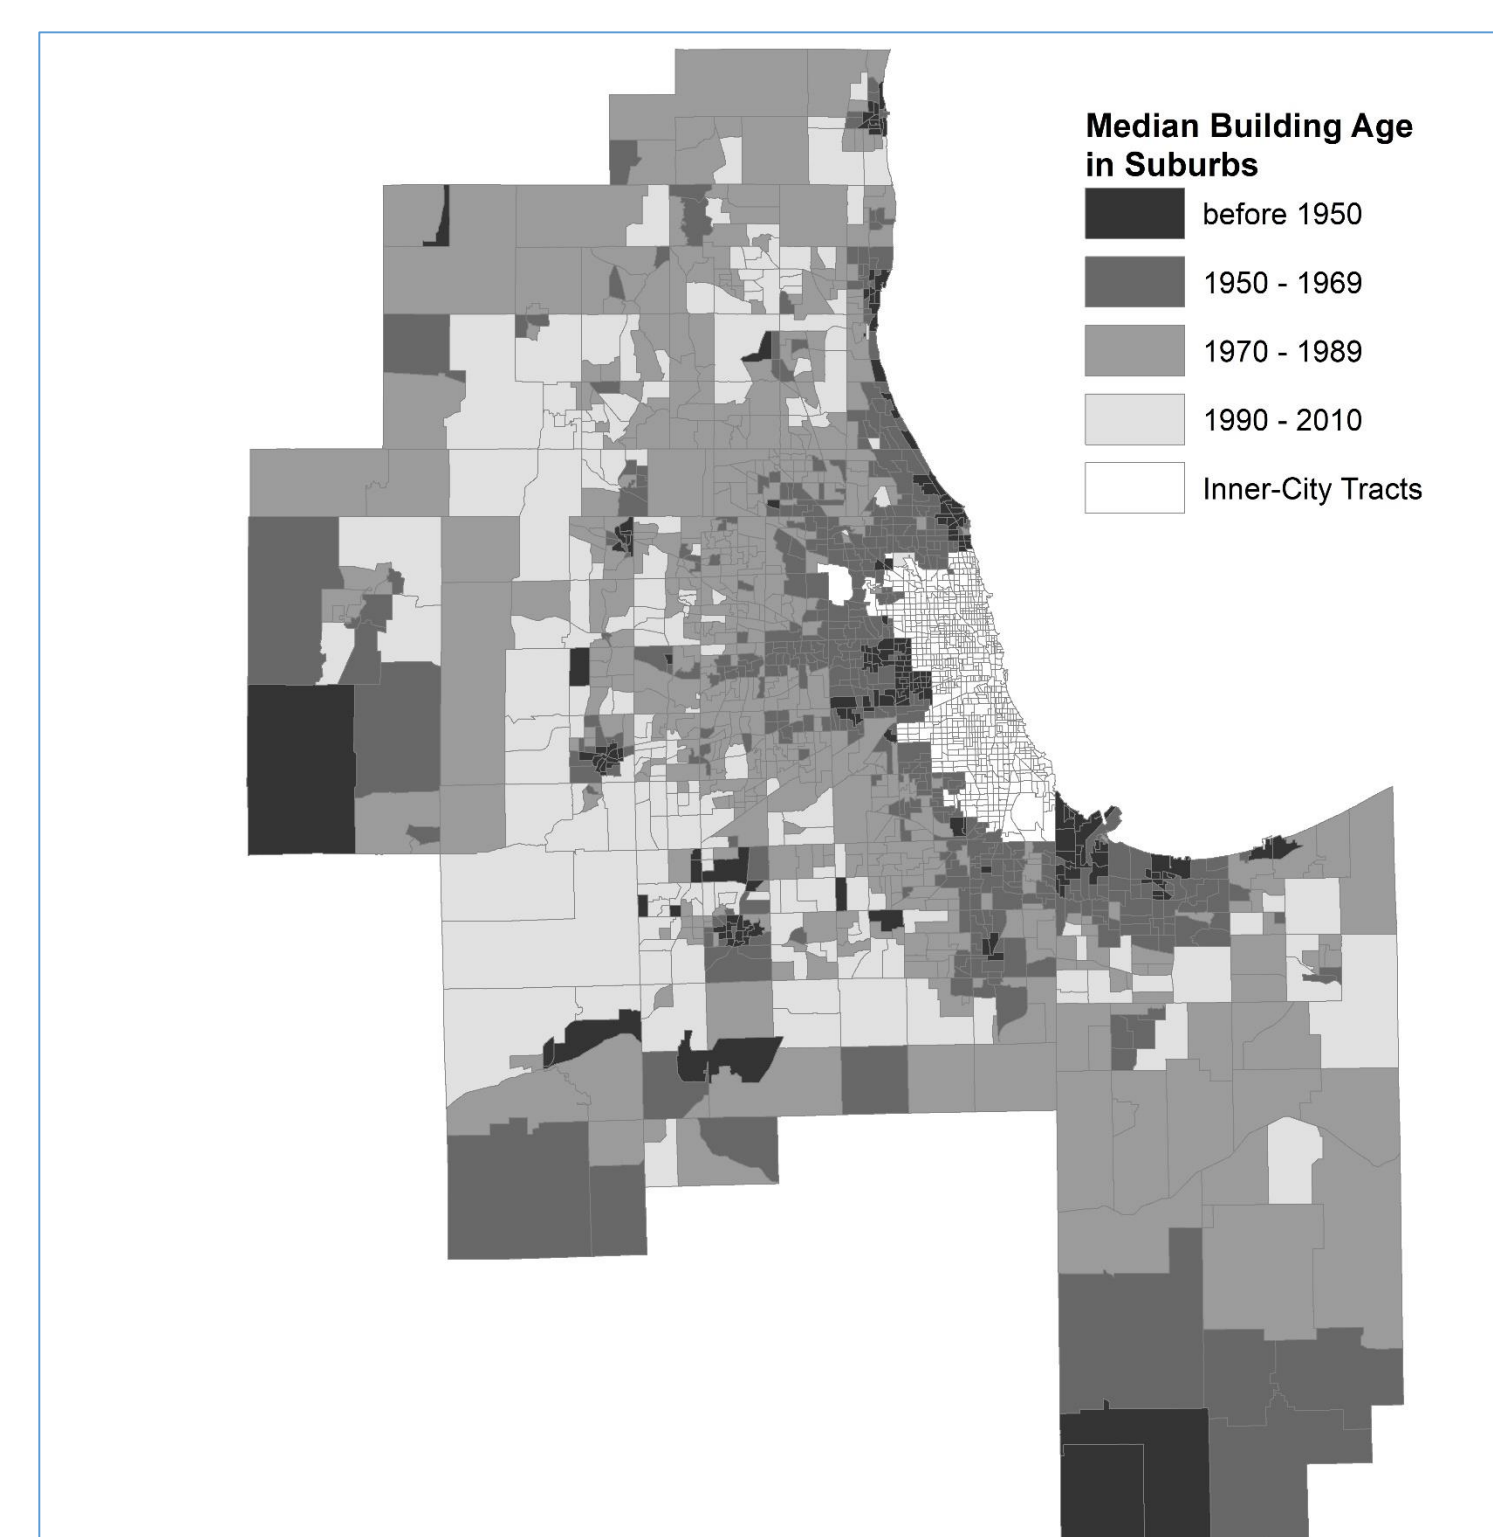 Median Building Age
in Suburbs
before 1950
1950 - 1969
1970 - 1989
1990 - 2010
Inner-City Tracts